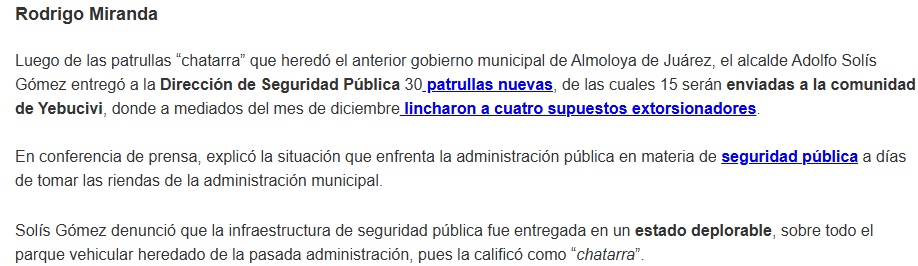 Rodrigo Miranda
Luego de las patrullas “chatarra” que heredó el anterior gobierno municipal de Almoloya de Juárez, el alcalde Adolfo Solís
Gómez entregó a la Dirección de Seguridad Pública 30 patrullas nuevas, de las cuales 15 serán enviadas a la comunidad
de Yebucivi, donde a mediados del mes de diciembre lincharon a cuatro supuestos extorsionadores.
En conferencia de prensa, explicó la situación que enfrenta la administración pública en materia de seguridad pública a días
de tomar las riendas de la administración municipal.
Solís Gómez denunció que la infraestructura de seguridad pública fue entregada en un estado deplorable, sobre todo el
parque vehicular heredado de la pasada administración, pues la calificó como “chatarra”.